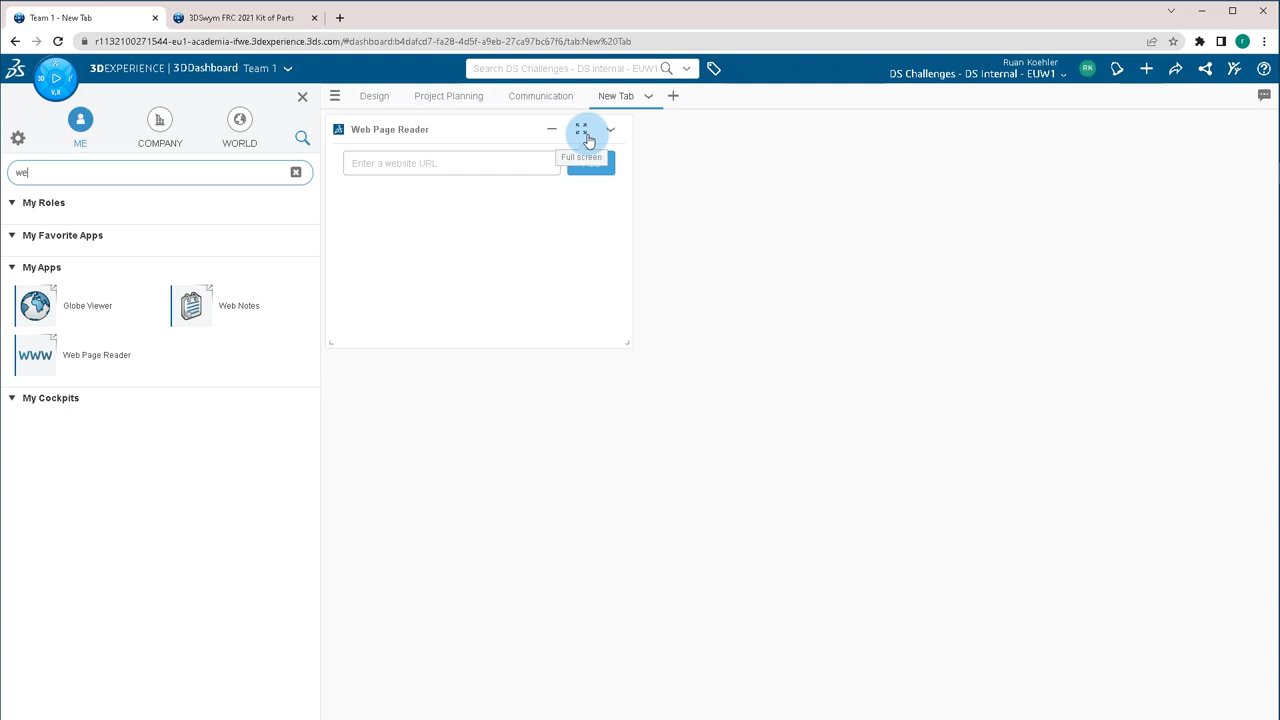 Team 1 - New Tab
3DSwym FRC 2021 Kit of Parts
r1132100271544-eu1-academia-ifwe.3dexperience.3ds.com/#dashboard:b4dafcd7-fa28-4d5f-a9eb-27ca97bc67f6/tab:New%20Tab
r
3DEXPERIENCE | 3DDashboard Team 1
Search DS Challenges - DS Internal - EUW1
Ruan Koehler
DS Challenges - DS Internal - EUW1
RK
3D
V.R
ME
COMPANY
WORLD
we
My Roles
My Favorite Apps
My Apps
Globe Viewer
Web Notes
WWW
Web Page Reader
My Cockpits
Design
Project Planning
Communication
New Tab
Web Page Reader
Full screen
Enter a website URL